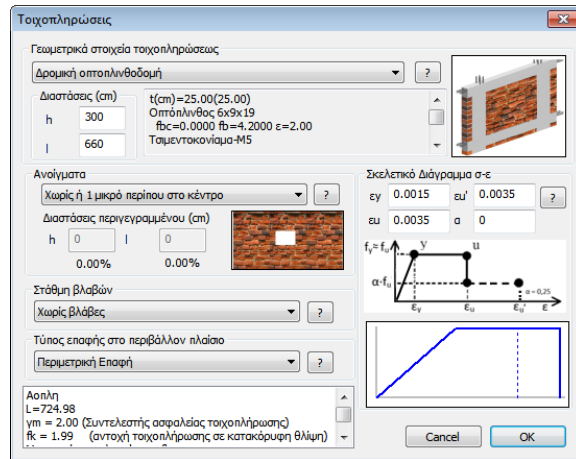 Τοιχοπληρώσεις
Γεωμετρικά στοιχεία τοιχοπληρώσεως
Δρομική οπτοπλινθοδομή
?
Διαστάσεις (cm)
h 300
l 660
t(cm)=25.00(25.00)
Οπτόπλινθος 6x9x19
fbc=0.0000 fb=4.2000 ε=2.00
Τσιμεντοκονίαμα-M5
Ανοίγματα
Χωρίς ή 1 μικρό περίπου στο κέντρο
?
Διαστάσεις περιγεγραμμένου (cm)
h 0 l 0
0.00% 0.00%
Στάθμη βλαβών
Χωρίς βλάβες
?
Τύπος επαφής στο περιβάλλον πλαίσιο
Περιμετρική Επαφή
?
Αοπλη
L=724.98
γm = 2.00 (Συντελεστής ασφαλείας τοιχοπλήρωσης)
fk = 1.99 (αντοχή τοιχοπλήρωσης σε κατακόρυφη θλίψη)
Σκελετικό Διάγραμμα σ-ε
εy 0.0015 εu' 0.0035
?
εu 0.0035 α 0
fy≈fu y u
α·fu
α = 0,25
εy εu εu' ε
Cancel OK